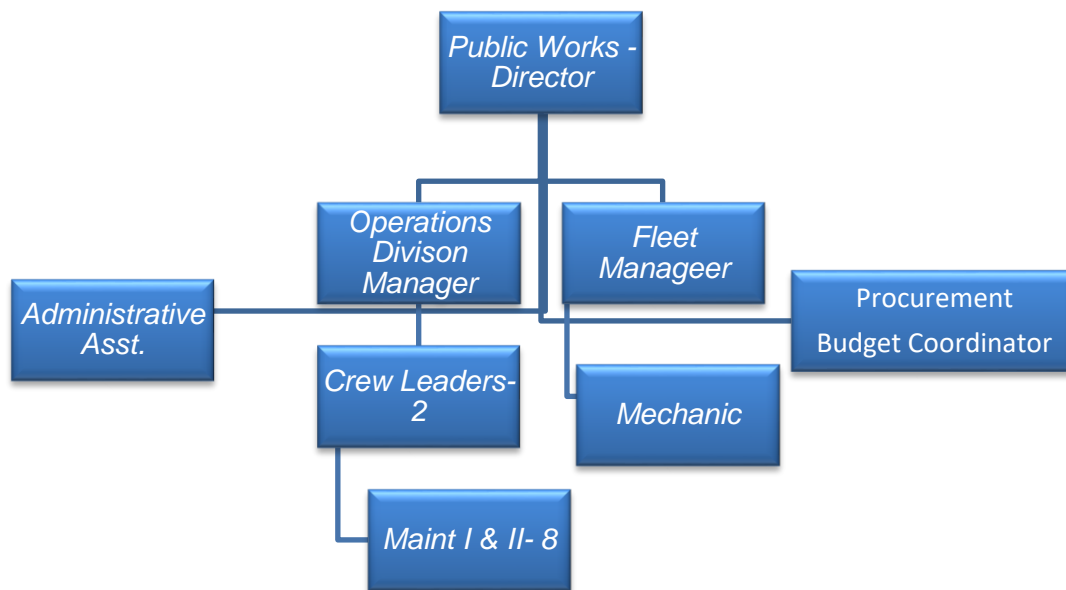 Public Works -
Director
Operations
Divison
Manager
Fleet
Manageer
Administrative
Asst.
Procurement
Budget Coordinator
Crew Leaders-
2
Mechanic
Maint I & II- 8